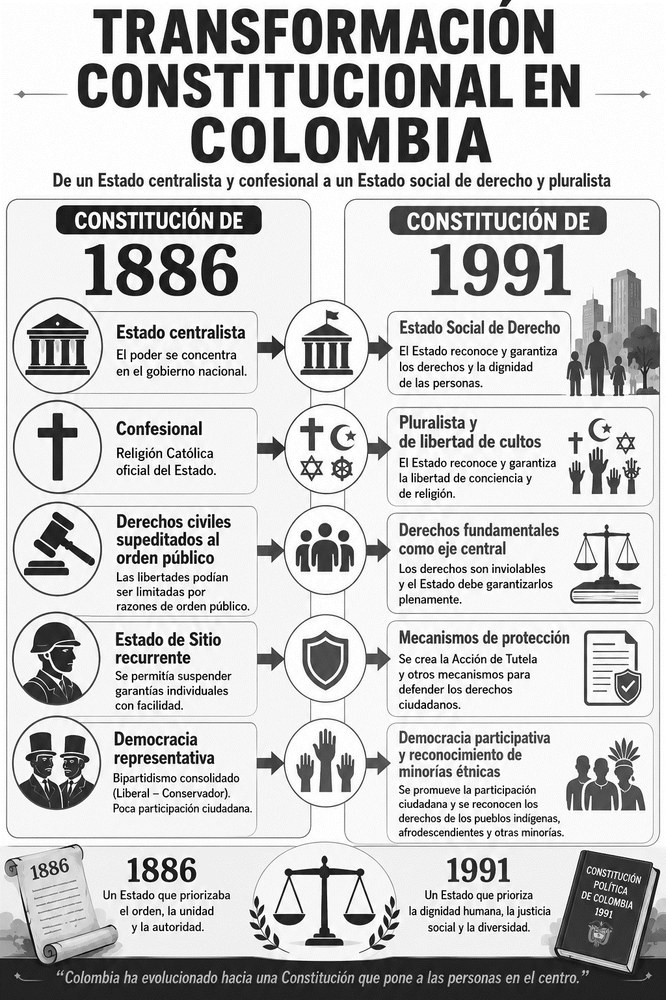 TRANSFORMACIÓN
CONSTITUCIONAL EN
COLOMBIA
De un Estado centralista y confesional a un Estado social de derecho y pluralista
CONSTITUCIÓN DE
1886
Estado centralista
El poder se concentra
en el gobierno nacional.
Confesional
Religión Católica
oficial del Estado.
Derechos civiles
supeditados al
orden público
Las libertades podían
ser limitadas por
razones de orden público.
Estado de Sitio
recurrente
Se permitía suspender
garantías individuales
con facilidad.
Democracia
representativa
Bipartidismo consolidado
(Liberal – Conservador).
Poca participación ciudadana.
CONSTITUCIÓN DE
1991
Estado Social de Derecho
El Estado reconoce y garantiza
los derechos y la dignidad
de las personas.
Pluralista y
de libertad de cultos
El Estado reconoce y garantiza
la libertad de conciencia y
de religión.
Derechos fundamentales
como eje central
Los derechos son inviolables
y el Estado debe garantizarlos
plenamente.
Mecanismos de protección
Se crea la Acción de Tutela
y otros mecanismos para
defender los derechos
ciudadanos.
Democracia participativa
y reconocimiento de
minorías étnicas
Se promueve la participación
ciudadana y se reconocen los
derechos de los pueblos indígenas,
afrodescendientes y otras minorías.
1886
1886
Un Estado que priorizaba
el orden, la unidad
y la autoridad.
1991
Un Estado que prioriza
la dignidad humana, la justicia
social y la diversidad.
CONSTITUCIÓN
POLÍTICA
DE COLOMBIA
1991
“Colombia ha evolucionado hacia una Constitución que pone a las personas en el centro.”